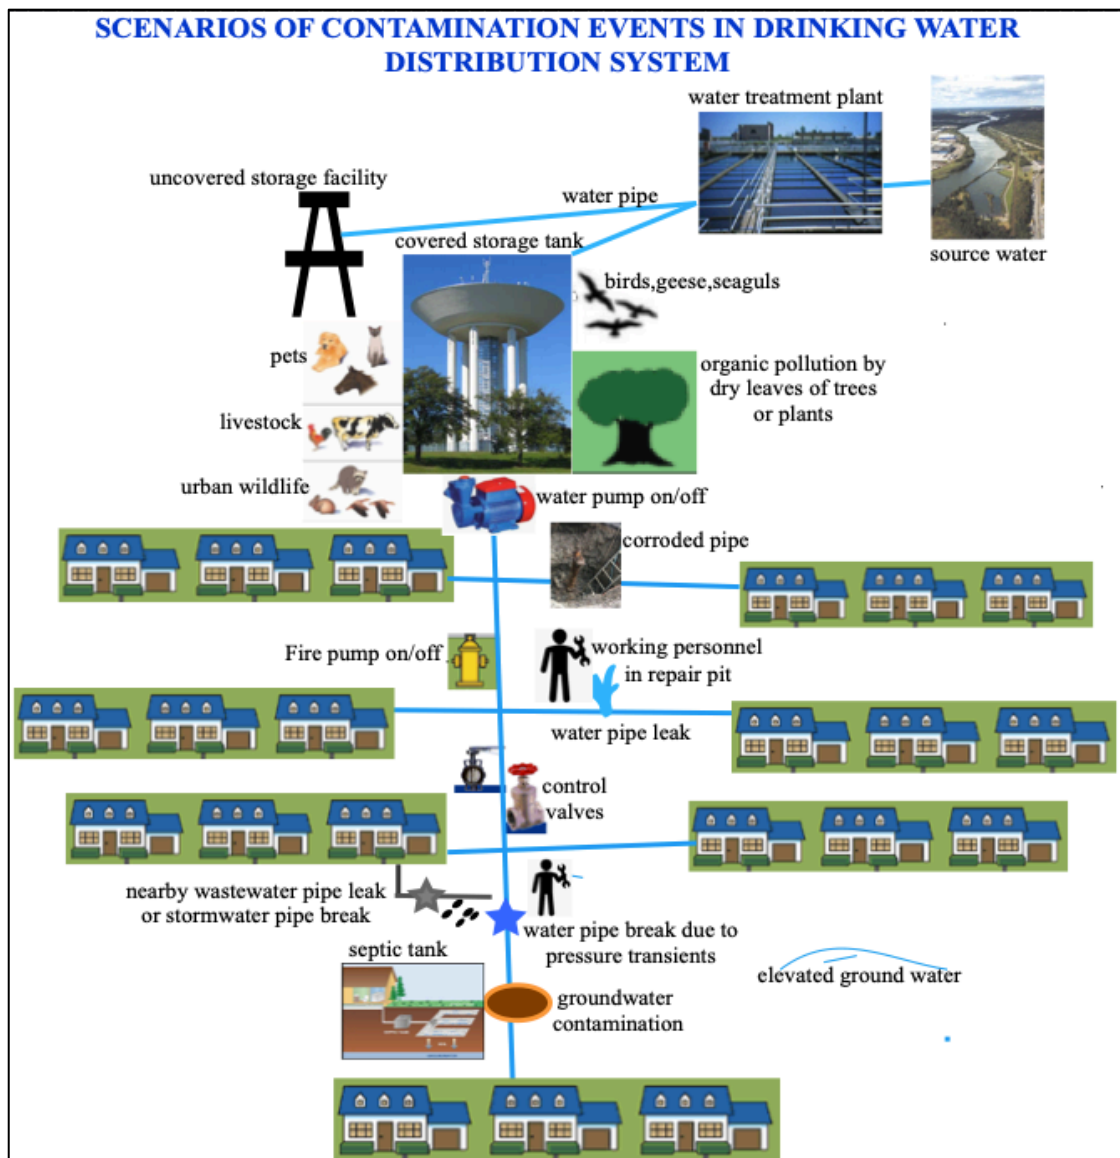 SCENARIOS OF CONTAMINATION EVENTS IN DRINKING WATER
DISTRIBUTION SYSTEM
water treatment plant
uncovered storage facility
water pipe
covered storage tank
source water
birds,geese,seaguls
pets
organic pollution by
dry leaves of trees
or plants
livestock
urban wildlife
water pump on/off
corroded pipe
Fire pump on/off
working personnel
in repair pit
water pipe leak
control
valves
nearby wastewater pipe leak
or stormwater pipe break
water pipe break due to
pressure transients
septic tank
elevated ground water
groundwater
contamination